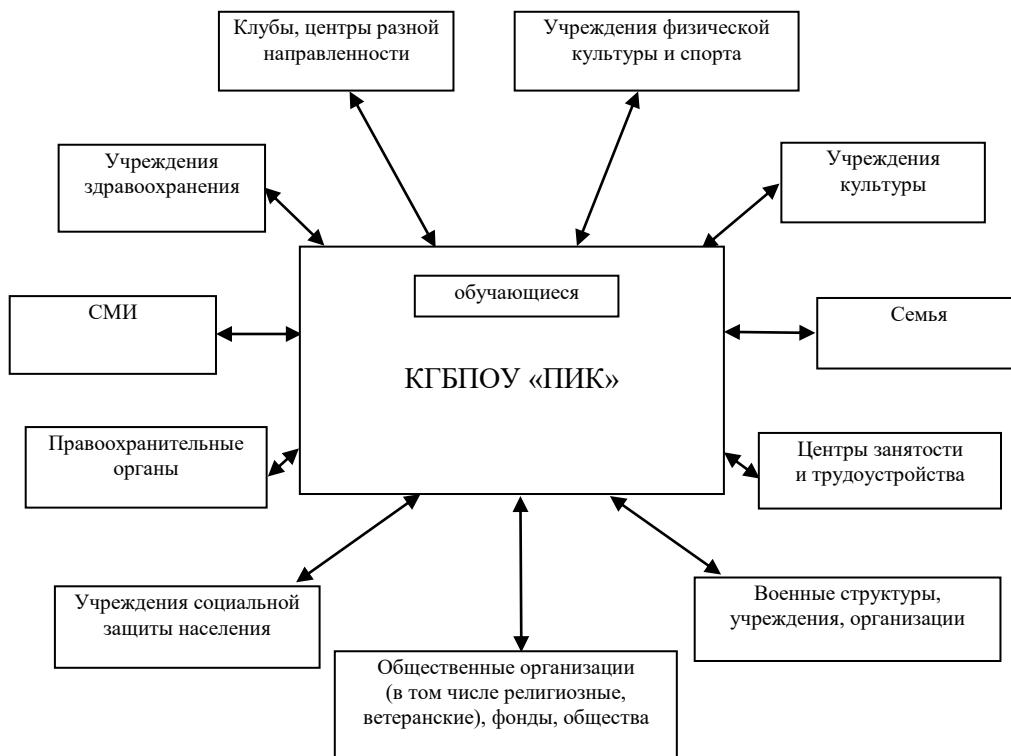 Клубы, центры разной
направленности
Учреждения физической
культуры и спорта
Учреждения
здравоохранения
Учреждения
культуры
обучающиеся
СМИ
Семья
КГБПОУ «ПИК»
Правоохранительные
органы
Центры занятости
и трудоустройства
Учреждения социальной
защиты населения
Военные структуры,
учреждения, организации
Общественные организации
(в том числе религиозные,
ветеранские), фонды, общества